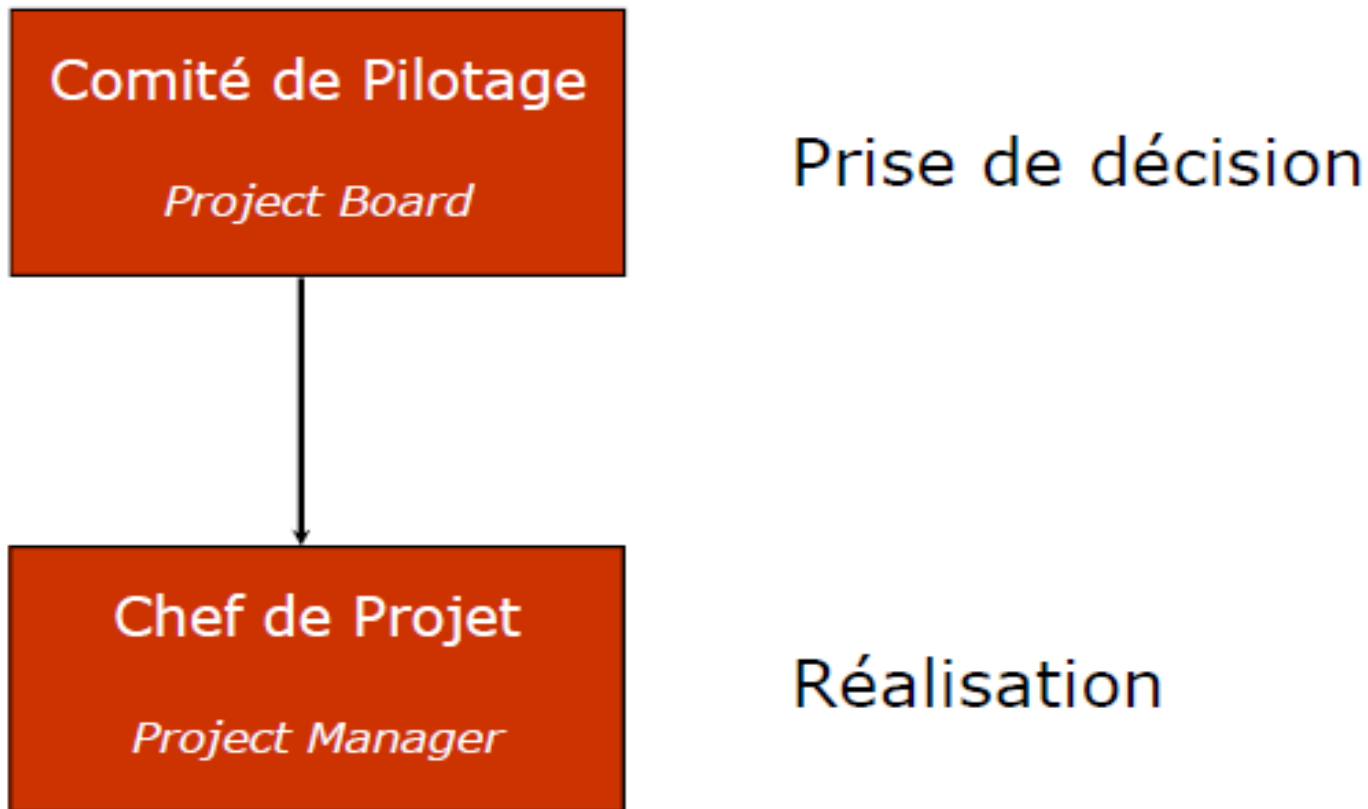 Comité de Pilotage
Project Board
Prise de décision
Chef de Projet
Project Manager
Réalisation